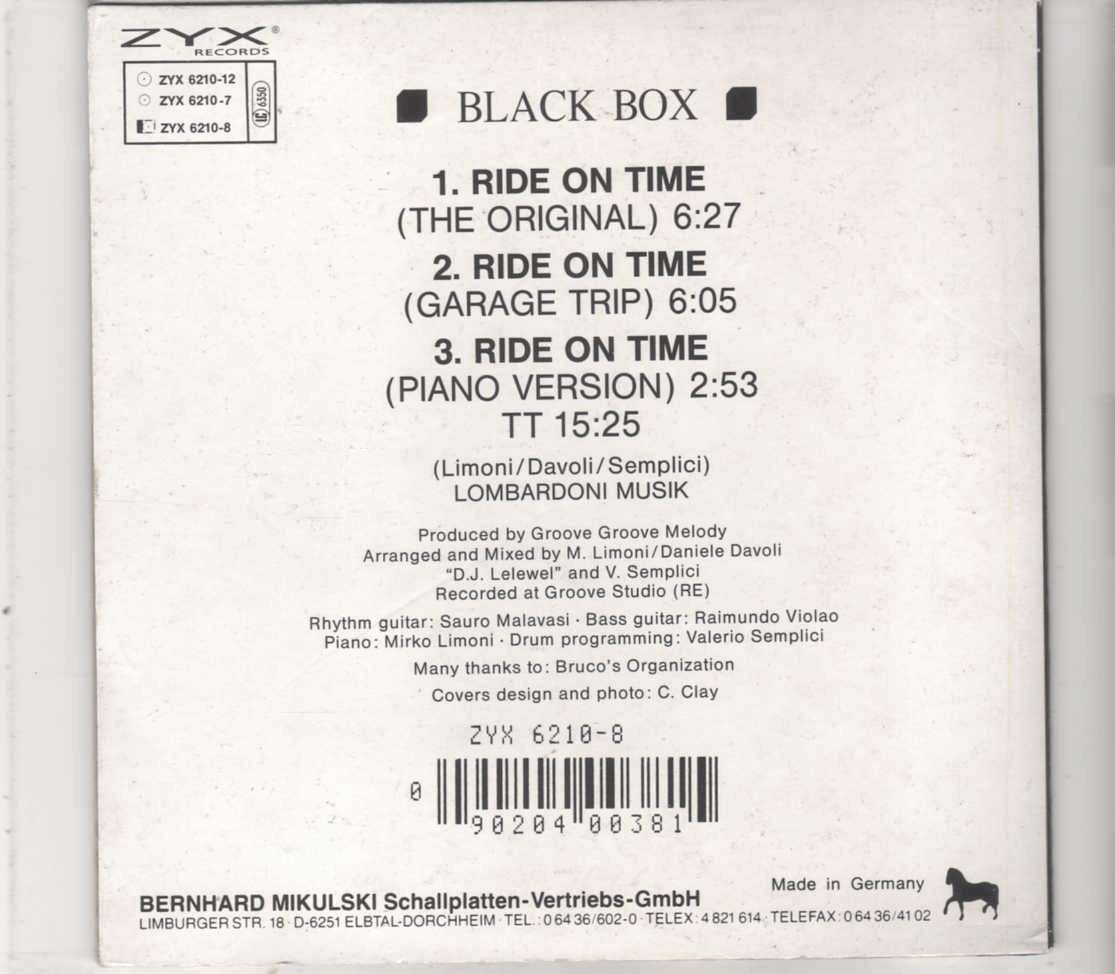 ZYX®
RECORDS
ZYX 6210-12
ZYX 6210-7
ZYX 6210-8
LC 6350
BLACK BOX
1. RIDE ON TIME
(THE ORIGINAL) 6:27
2. RIDE ON TIME
(GARAGE TRIP) 6:05
3. RIDE ON TIME
(PIANO VERSION) 2:53
TT 15:25
(Limoni/Davoli/Semplici)
LOMBARDONI MUSIK
Produced by Groove Groove Melody
Arranged and Mixed by M. Limoni/Daniele Davoli
“D.J. Lelewel” and V. Semplici
Recorded at Groove Studio (RE)
Rhythm guitar: Sauro Malavasi · Bass guitar: Raimundo Violao
Piano: Mirko Limoni · Drum programming: Valerio Semplici
Many thanks to: Bruco's Organization
Covers design and photo: C. Clay
ZYX 6210-8
0 90204 00381
Made in Germany
BERNHARD MIKULSKI Schallplatten-Vertriebs-GmbH
LIMBURGER STR. 18 · D-6251 ELBTAL-DORCHHEIM · TEL.: 0 64 36/602-0 · TELEX: 4 821 614 · TELEFAX: 0 64 36/41 02